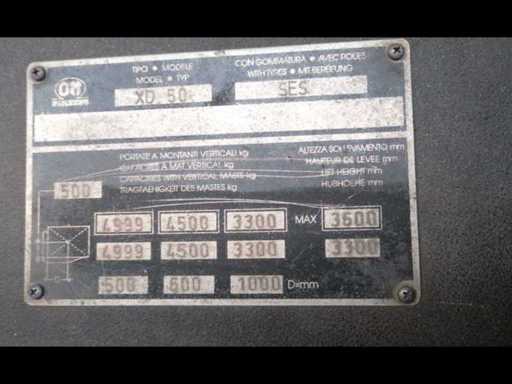 OM
TIPO • MODELE
MODEL • TYP
XD 50
CON GOMMATURA • AVEC ROUES
WITH TYRES • MIT BEREIFUNG
SES
PORTATE A MONTANTI VERTICALI kg
CAPACITES A MAT VERTICAL kg
CAPACITIES WITH VERTICAL MASTS kg
TRAGFAEHIGKEIT DES MASTES kg
ALTEZZA SOLLEVAMENTO mm
HAUTEUR DE LEVEE mm
LIFT HEIGHT mm
HUBHOEHE mm
500
4999 4500 3300 MAX 3600
4999 4500 3300 3300
500 600 1000 D=mm